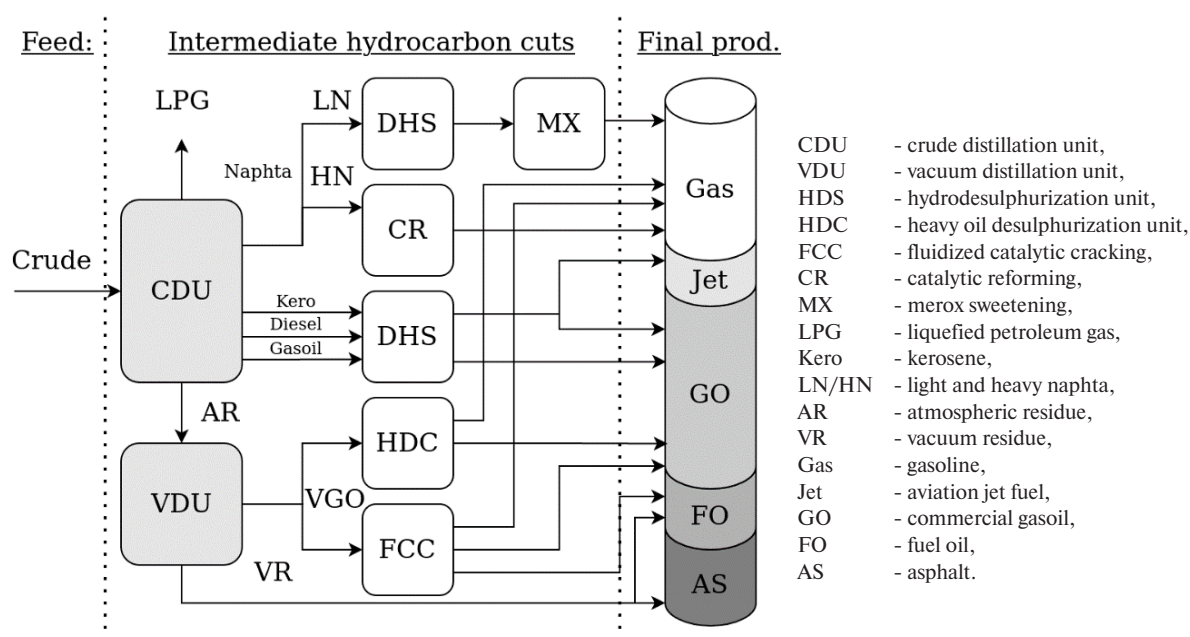 Feed:
Intermediate hydrocarbon cuts
Final prod.
LPG
LN
DHS
MX
Naphta
HN
CR
Gas
Crude
CDU
Kero
Diesel
Gasoil
DHS
Jet
GO
AR
HDC
VDU
VGO
FCC
FO
VR
AS
CDU - crude distillation unit,
VDU - vacuum distillation unit,
HDS - hydrodesulphurization unit,
HDC - heavy oil desulphurization unit,
FCC - fluidized catalytic cracking,
CR - catalytic reforming,
MX - merox sweetening,
LPG - liquefied petroleum gas,
Kero - kerosene,
LN/HN - light and heavy naphta,
AR - atmospheric residue,
VR - vacuum residue,
Gas - gasoline,
Jet - aviation jet fuel,
GO - commercial gasoil,
FO - fuel oil,
AS - asphalt.